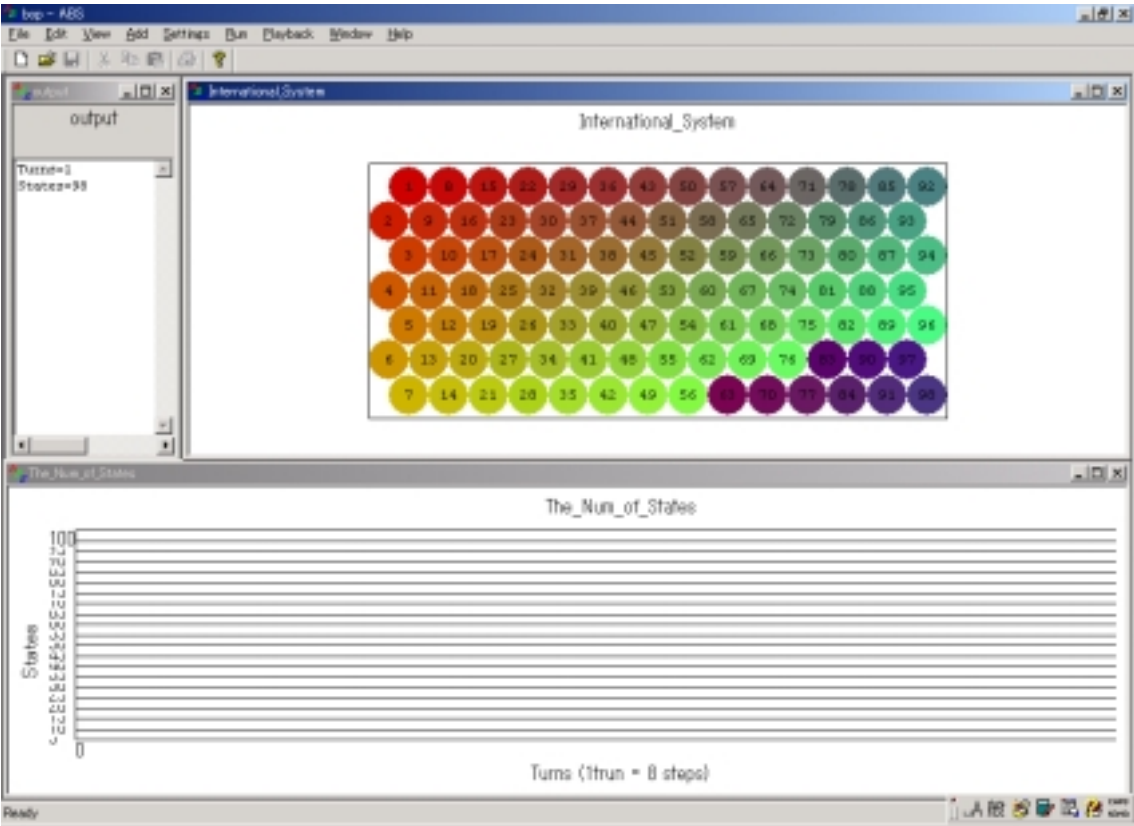 bop - ABS
File Edit View Add Settings Run Playback Window Help
output
International_System
output
International_System
Turns=1
States=98
1 8 15 22 29 36 43 50 57 64 71 78 85 92
2 9 16 23 30 37 44 51 58 65 72 79 86 93
3 10 17 24 31 38 45 52 59 66 73 80 87 94
4 11 18 25 32 39 46 53 60 67 74 81 88 95
5 12 19 26 33 40 47 54 61 68 75 82 89 96
6 13 20 27 34 41 48 55 62 69 76 83 90 97
7 14 21 28 35 42 49 56 63 70 77 84 91 98
The_Num_of_States
The_Num_of_States
100
States
0
Turns (1trun = 8 steps)
Ready